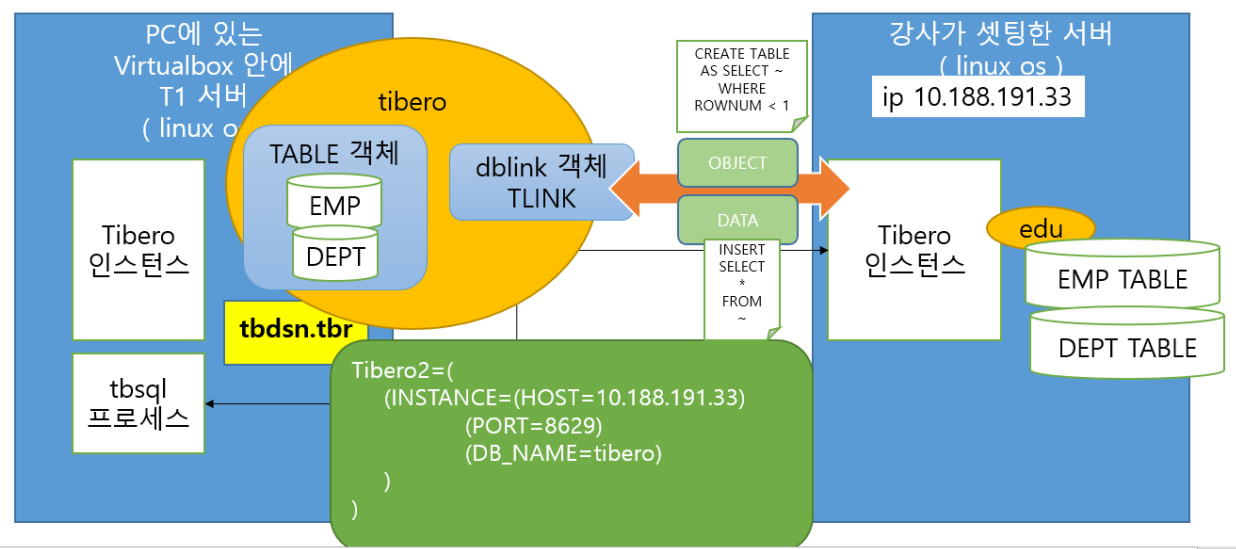 PC에 있는
Virtualbox 안에
T1 서버
( linux o
tibero
TABLE 객체
EMP
DEPT
dblink 객체
TLINK
Tibero
인스턴스
tbdsn.tbr
tbsql
프로세스
CREATE TABLE
AS SELECT ~
WHERE
ROWNUM < 1
OBJECT
DATA
INSERT
SELECT
*
FROM
~
Tibero2=(
(INSTANCE=(HOST=10.188.191.33)
(PORT=8629)
(DB_NAME=tibero)
)
)
강사가 셋팅한 서버
( linux os )
ip 10.188.191.33
Tibero
인스턴스
edu
EMP TABLE
DEPT TABLE